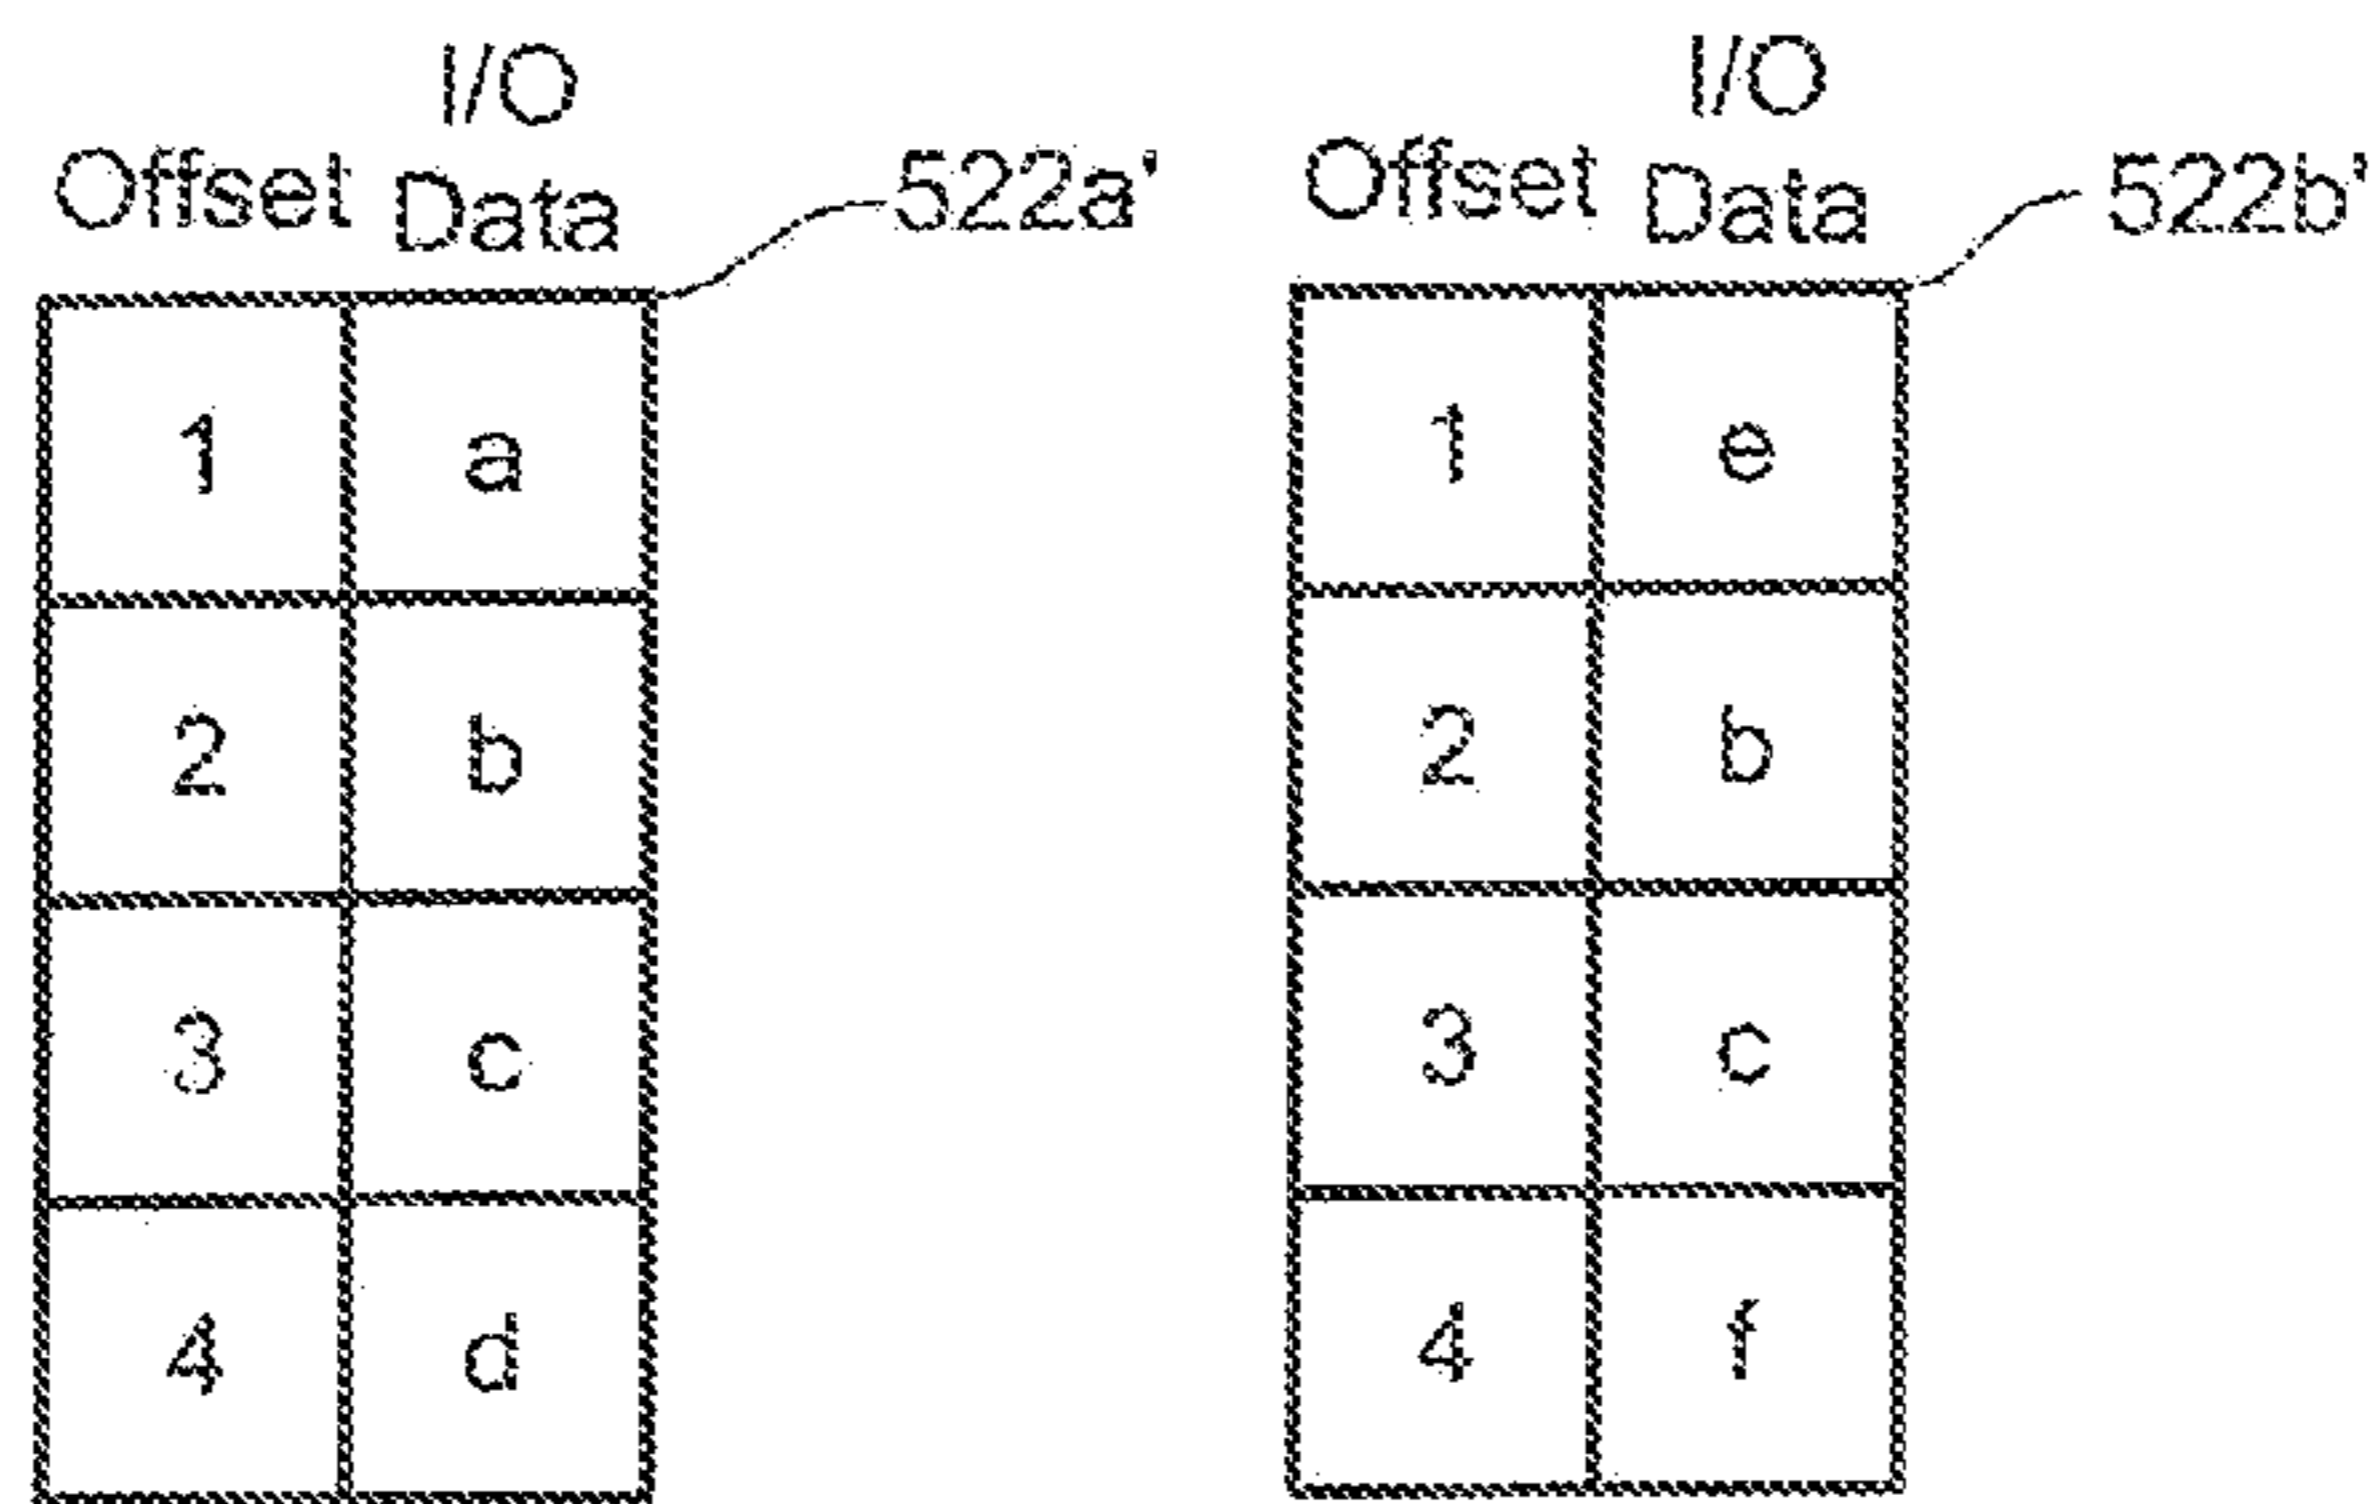 I/O
Offset Data 522a'
1 a
2 b
3 c
4 d
I/O
Offset Data 522b'
1 e
2 b
3 c
4 f